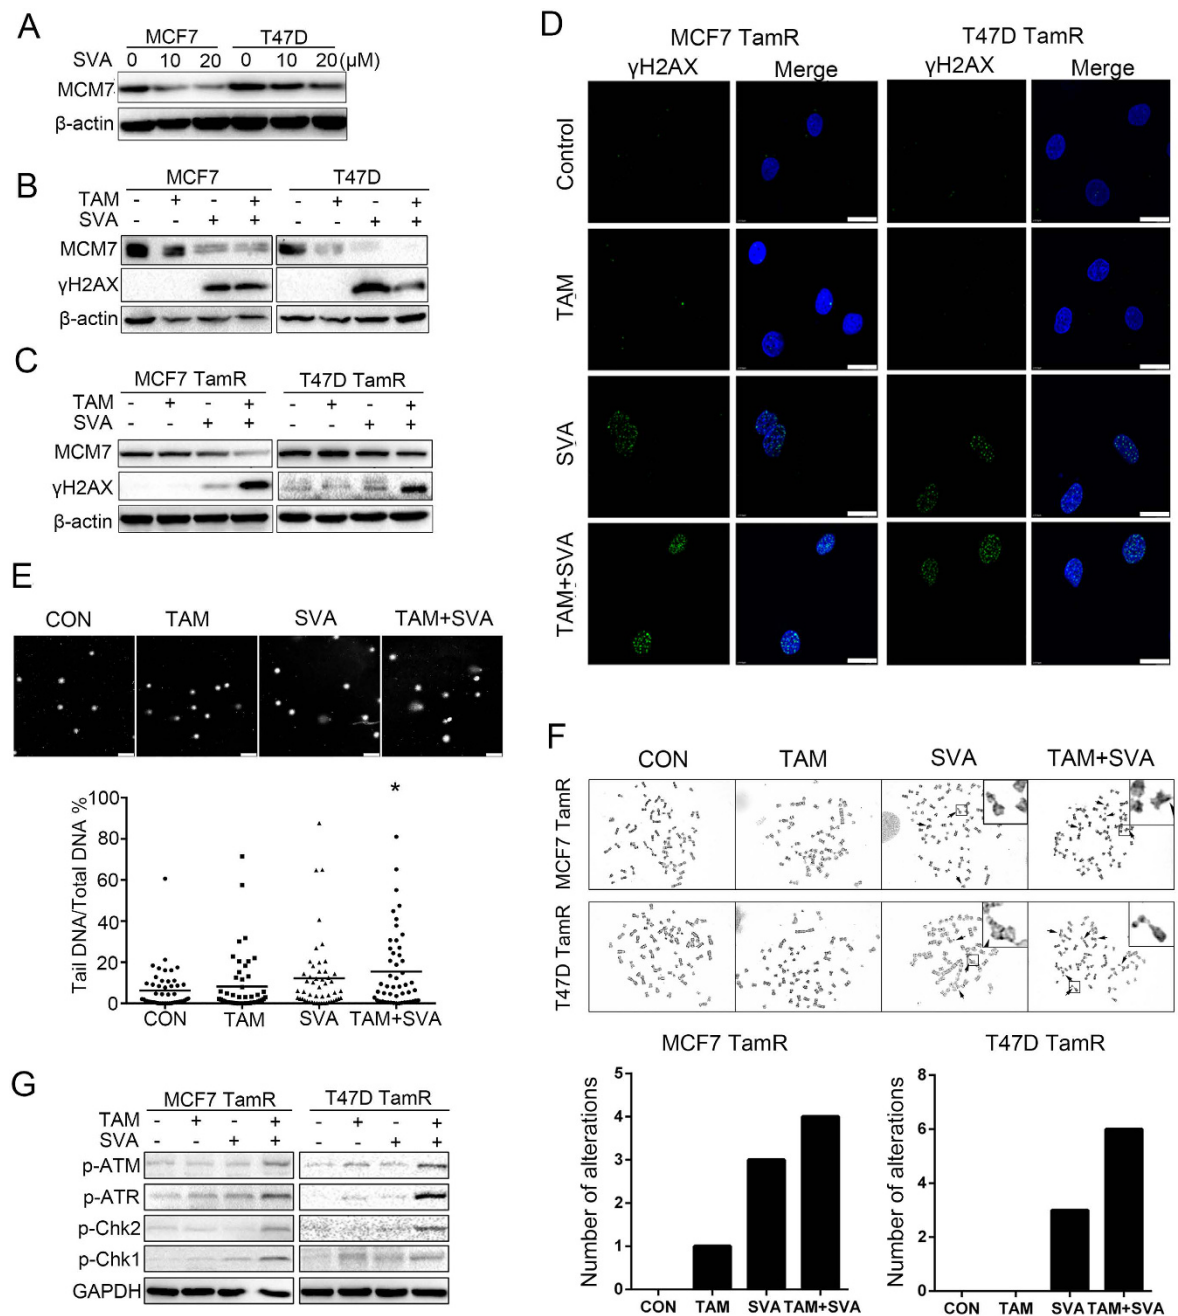 A
MCF7 T47D
SVA 0 10 20 0 10 20 (μM)
MCM7
β-actin
B
MCF7 T47D
TAM - + - + - + - +
SVA - - + + - - + +
MCM7
γH2AX
β-actin
C
MCF7 TamR T47D TamR
TAM - + - + - + - +
SVA - - + + - - + +
MCM7
γH2AX
β-actin
D
MCF7 TamR T47D TamR
γH2AX Merge γH2AX Merge
Control
TAM
SVA
TAM+SVA
E
CON TAM SVA TAM+SVA
Tail DNA/Total DNA %
100
80
60
40
20
0
*
CON TAM SVA TAM+SVA
F
CON TAM SVA TAM+SVA
MCF7 TamR
T47D TamR
MCF7 TamR
Number of alterations
5
4
3
2
1
0
CON TAM SVA TAM+SVA
T47D TamR
Number of alterations
8
6
4
2
0
CON TAM SVA TAM+SVA
G
MCF7 TamR T47D TamR
TAM - + - + - + - +
SVA - - + + - - + +
p-ATM
p-ATR
p-Chk2
p-Chk1
GAPDH